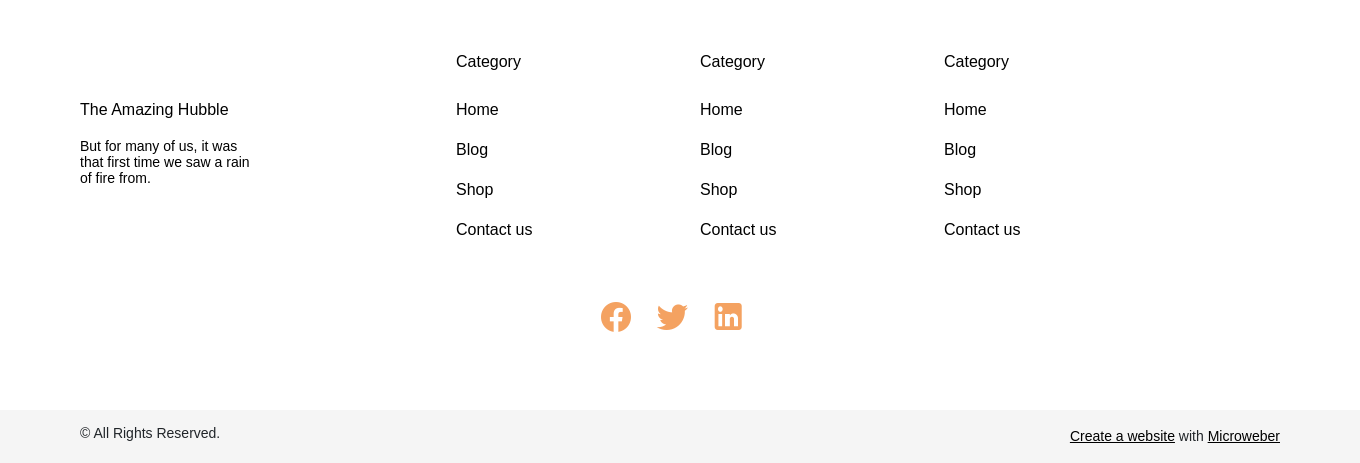 The Amazing Hubble
But for many of us, it was
that first time we saw a rain
of fire from.
Category
Home
Blog
Shop
Contact us
Category
Home
Blog
Shop
Contact us
Category
Home
Blog
Shop
Contact us
© All Rights Reserved.
Create a website with Microweber